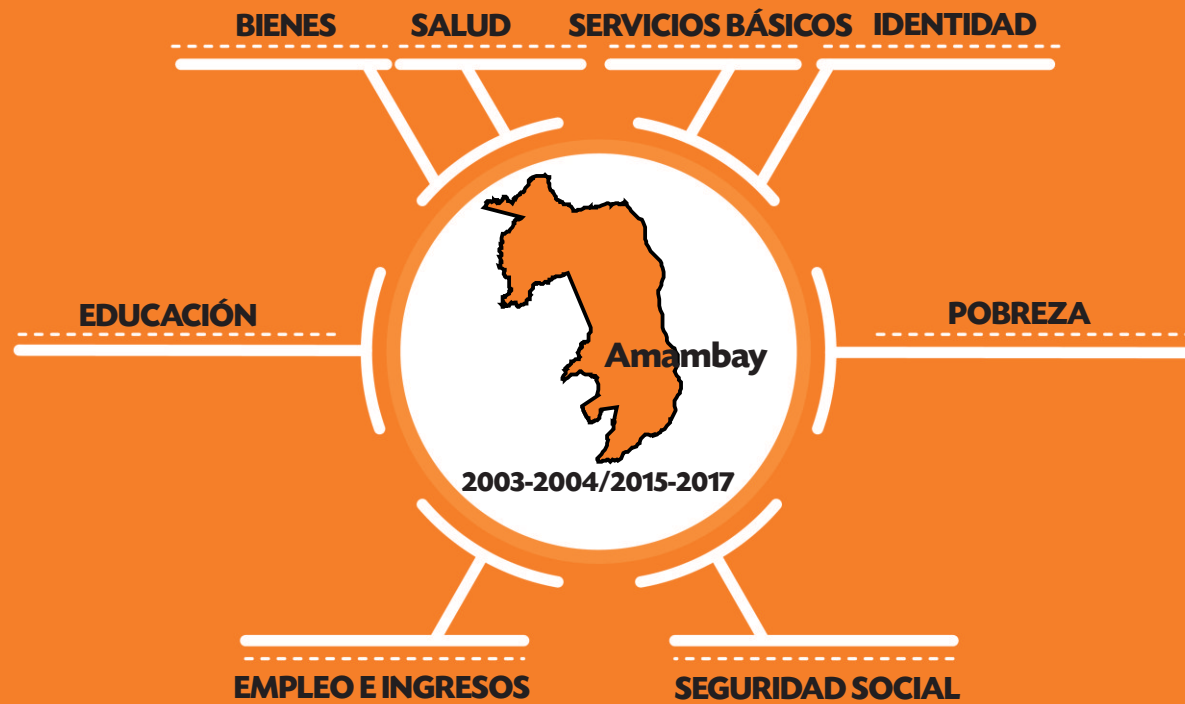 BIENES SALUD SERVICIOS BÁSICOS IDENTIDAD
EDUCACIÓN
POBREZA
Amambay
2003-2004/2015-2017
EMPLEO E INGRESOS
SEGURIDAD SOCIAL